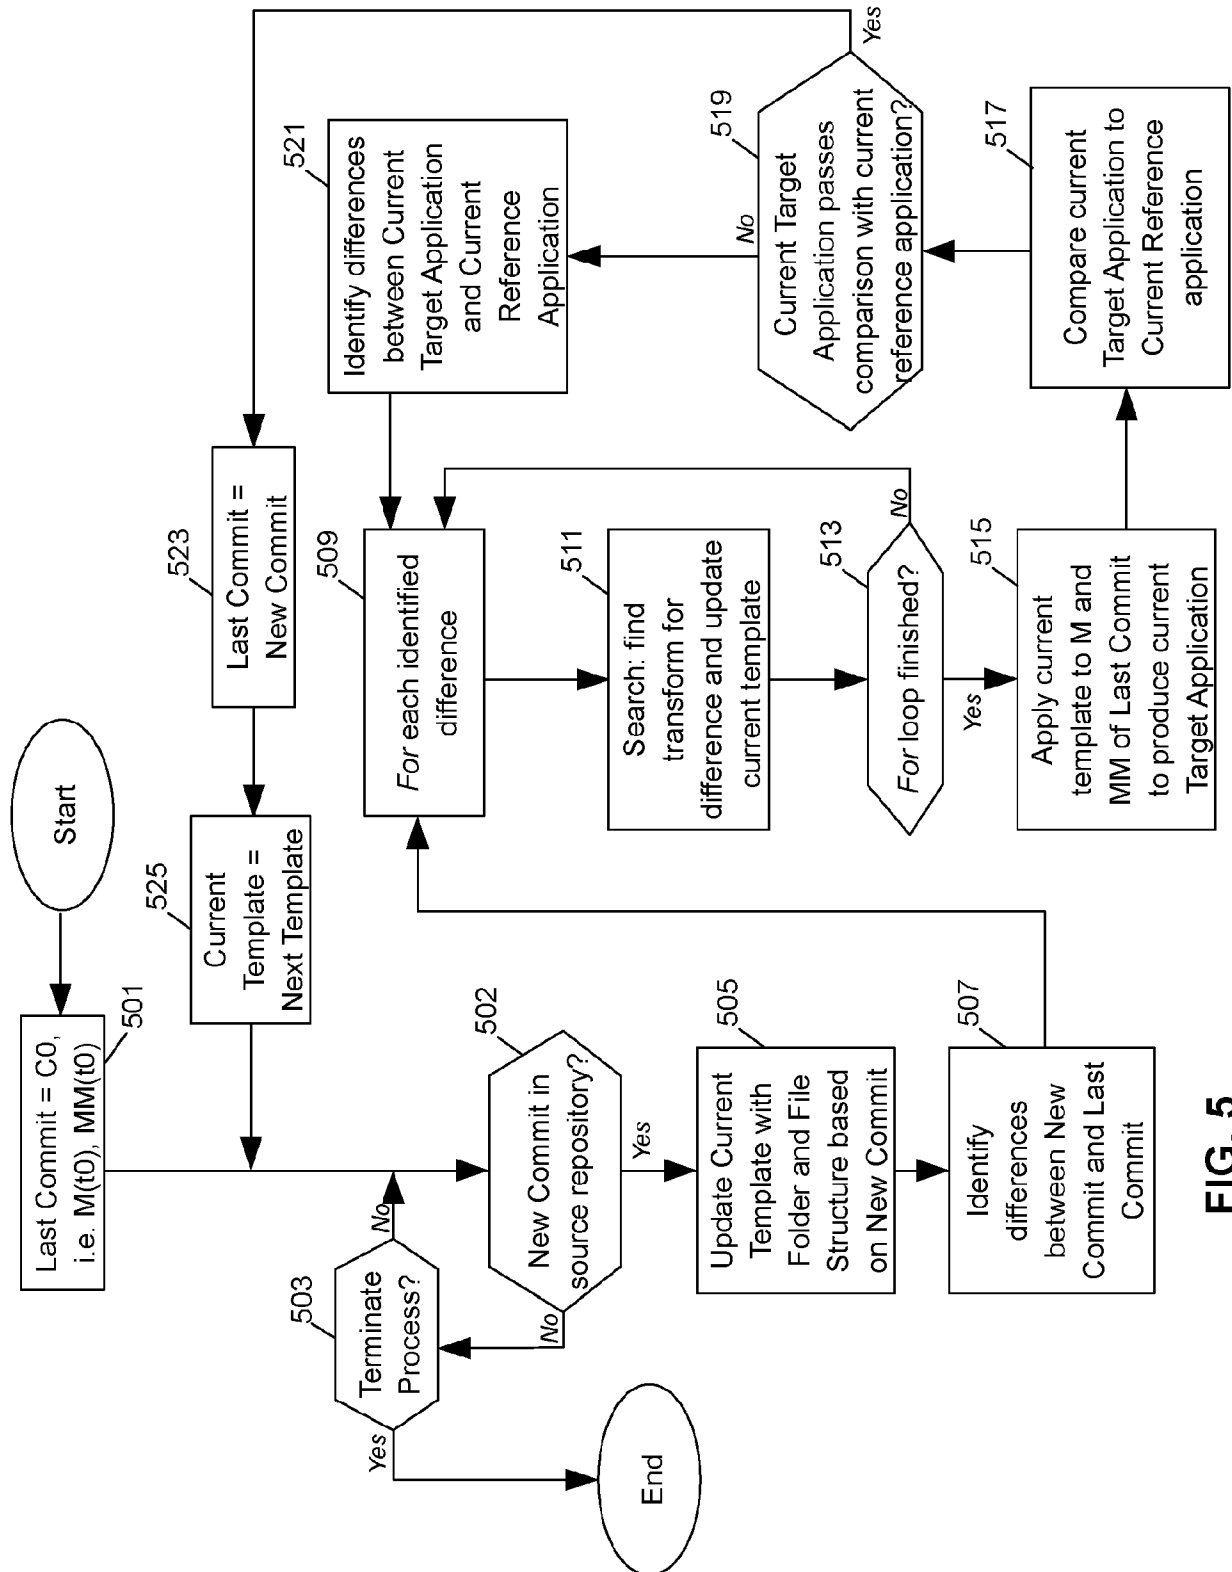 Start
501
Last Commit = C0,
i.e. M(t0), MM(t0)
523
Last Commit =
New Commit
525
Current
Template =
Next Template
503
Terminate
Process?
Yes
No
End
502
New Commit in
source repository?
No
Yes
505
Update Current
Template with
Folder and File
Structure based
on New Commit
507
Identify
differences
between New
Commit and Last
Commit
509
For each identified
difference
511
Search: find
transform for
difference and update
current template
513
For loop finished?
No
Yes
515
Apply current
template to M and
MM of Last Commit
to produce current
Target Application
517
Compare current
Target Application to
Current Reference
application
519
Current Target
Application passes
comparison with current
reference application?
No
Yes
521
Identify differences
between Current
Target Application
and Current
Reference
Application
FIG. 5